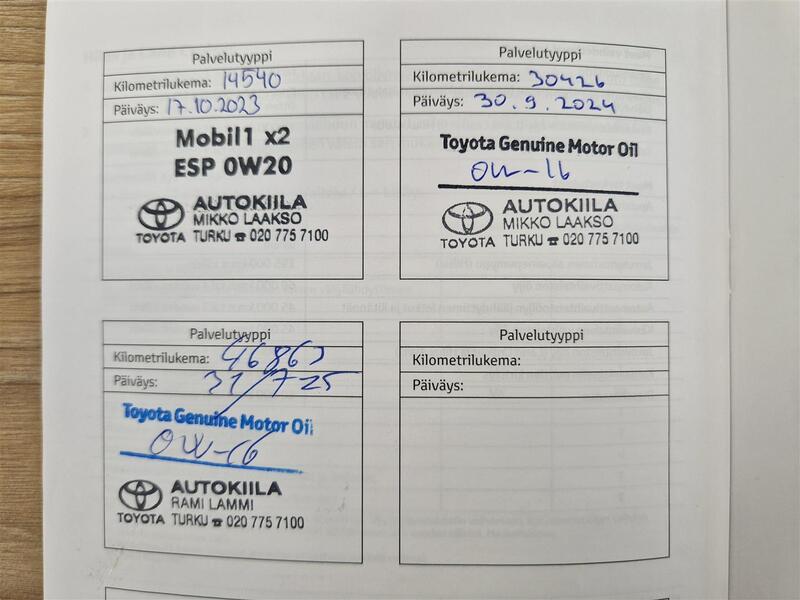 Palvelutyyppi
Kilometrilukema: 14540
Päiväys: 17.10.2023
Mobil 1 x2
ESP 0W20
AUTOKIILA
MIKKO LAAKSO
TOYOTA TURKU ☎ 020 775 7100
Palvelutyyppi
Kilometrilukema: 30426
Päiväys: 30.9.2024
Toyota Genuine Motor Oil
0W-16
AUTOKIILA
MIKKO LAAKSO
TOYOTA TURKU ☎ 020 775 7100
Palvelutyyppi
Kilometrilukema: 46863
Päiväys: 31/7 25
Toyota Genuine Motor Oil
0W-16
AUTOKIILA
RAMI LAMMI
TOYOTA TURKU ☎ 020 775 7100
Palvelutyyppi
Kilometrilukema:
Päiväys: